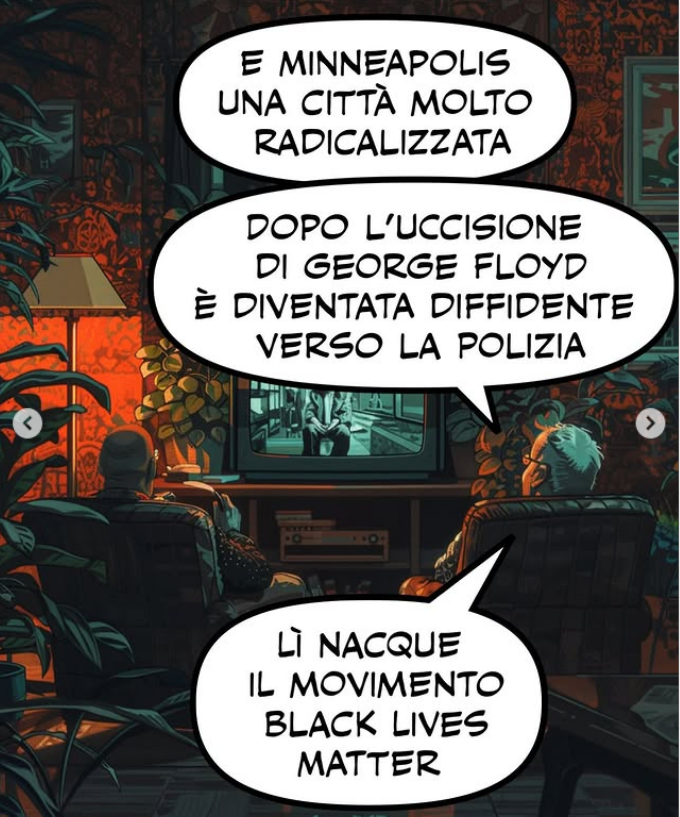 E MINNEAPOLIS
UNA CITTÀ MOLTO
RADICALIZZATA
DOPO L'UCCISIONE
DI GEORGE FLOYD
È DIVENTATA DIFFIDENTE
VERSO LA POLIZIA
LÌ NACQUE
IL MOVIMENTO
BLACK LIVES
MATTER